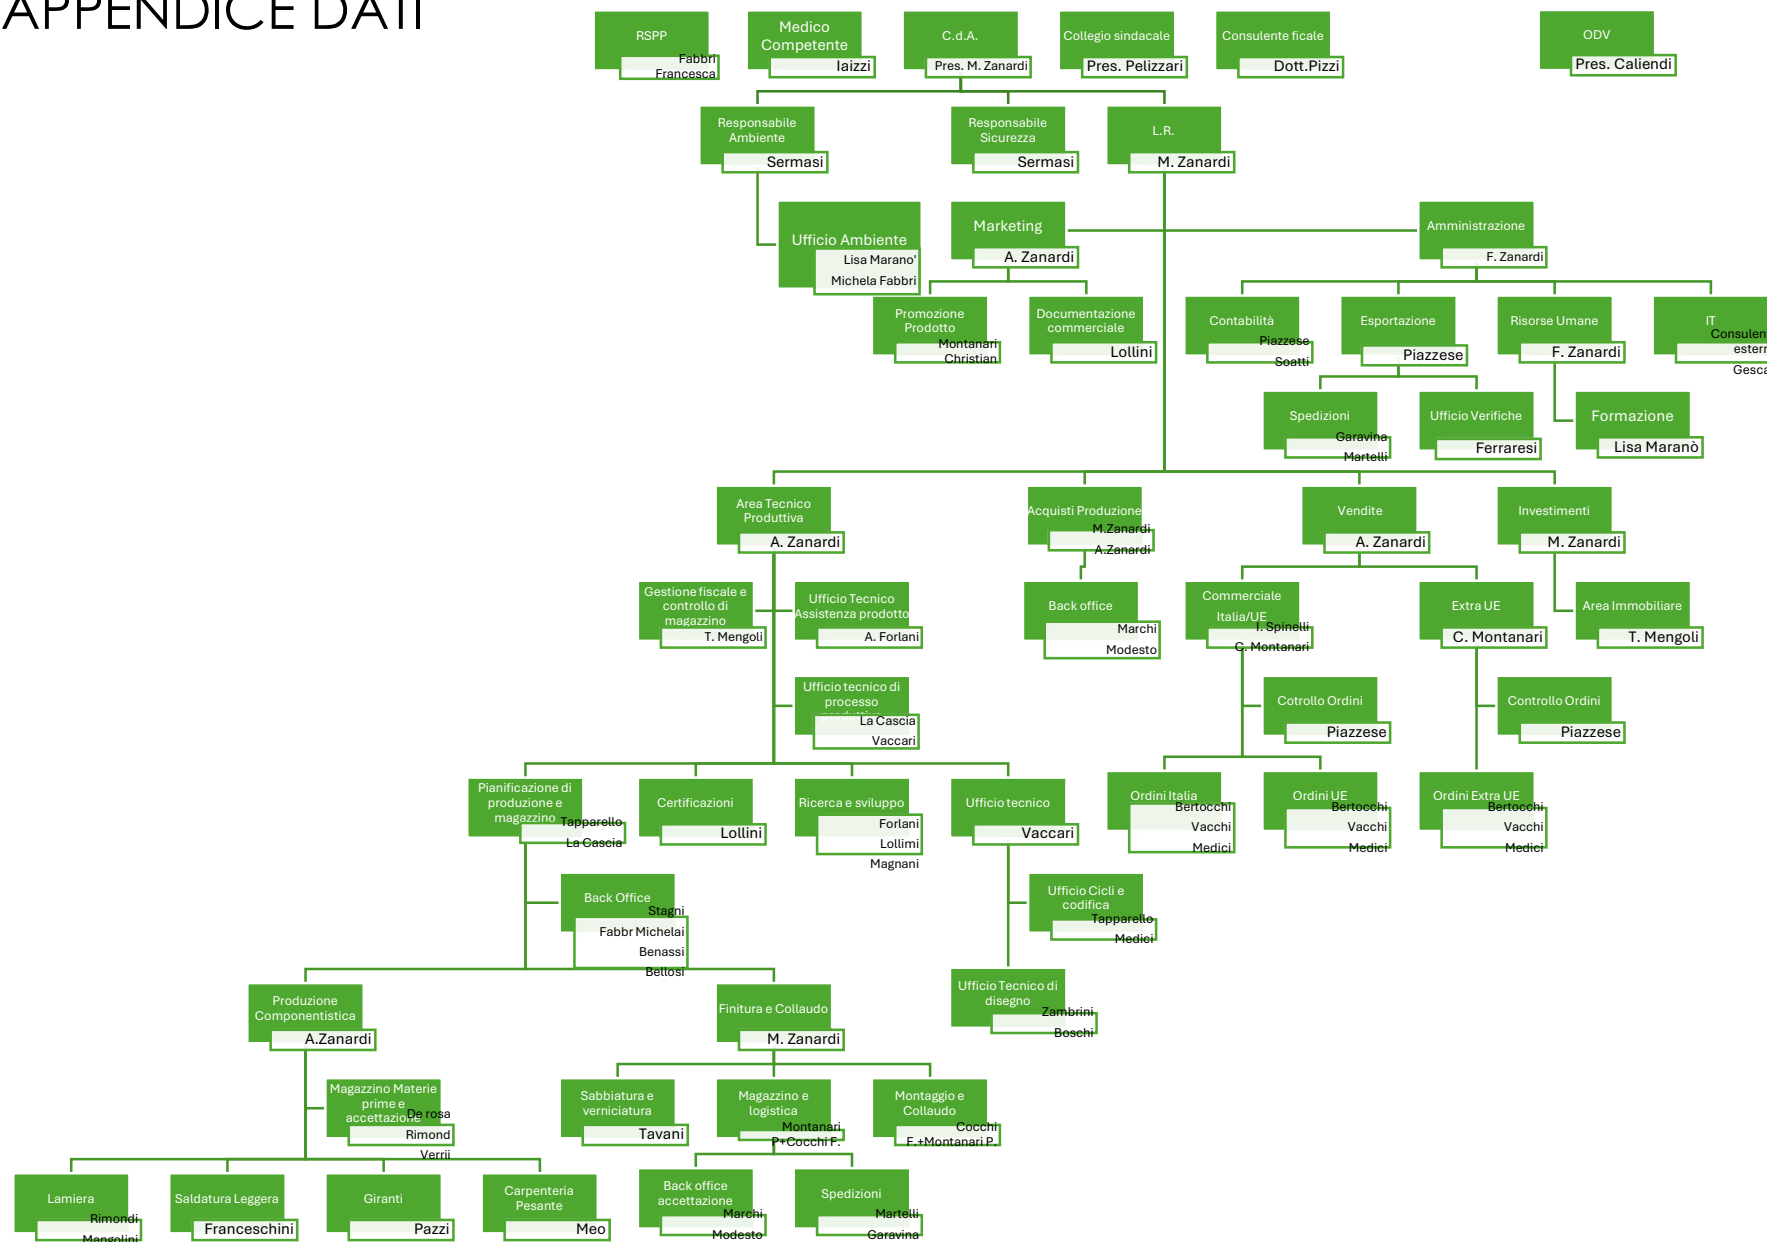 APPENDICE DATI
RSPP
Fabbri
Francesca
Medico
Competente
Iaizzi
C.d.A.
Pres. M. Zanardi
Collegio sindacale
Pres. Pelizzari
Consulente ficale
Dott.Pizzi
ODV
Pres. Caliendi
Responsabile
Ambiente
Sermasi
Responsabile
Sicurezza
Sermasi
L.R.
M. Zanardi
Ufficio Ambiente
Lisa Marano'
Michela Fabbri
Marketing
A. Zanardi
Amministrazione
F. Zanardi
Promozione
Prodotto
Montanari
Christian
Documentazione
commerciale
Lollini
Contabilità
Piazzese
Soatti
Esportazione
Piazzese
Risorse Umane
F. Zanardi
IT
Consulen
estern
Gesca
Spedizioni
Garavina
Martelli
Ufficio Verifiche
Ferraresi
Formazione
Lisa Maranò
Area Tecnico
Produttiva
A. Zanardi
Acquisti Produzione
M.Zanardi
A.Zanardi
Vendite
A. Zanardi
Investimenti
M. Zanardi
Gestione fiscale e
controllo di
magazzino
T. Mengoli
Ufficio Tecnico
Assistenza prodotto
A. Forlani
Back office
Marchi
Modesto
Commerciale
Italia/UE
I. Spinelli
C. Montanari
Extra UE
C. Montanari
Area Immobiliare
T. Mengoli
Ufficio tecnico di
processo
produttivo
La Cascia
Vaccari
Cotrollo Ordini
Piazzese
Controllo Ordini
Piazzese
Pianificazione di
produzione e
magazzino
Tapparello
La Cascia
Certificazioni
Lollini
Ricerca e sviluppo
Forlani
Lollimi
Magnani
Ufficio tecnico
Vaccari
Ordini Italia
Bertocchi
Vacchi
Medici
Ordini UE
Bertocchi
Vacchi
Medici
Ordini Extra UE
Bertocchi
Vacchi
Medici
Back Office
Stagni
Fabbr Michelai
Benassi
Bellosi
Ufficio Cicli e
codifica
Tapparello
Medici
Produzione
Componentistica
A.Zanardi
Finitura e Collaudo
M. Zanardi
Ufficio Tecnico di
disegno
Zambrini
Boschi
Magazzino Materie
prime e
accettazione
De rosa
Rimond
Verrii
Sabbiatura e
verniciatura
Tavani
Magazzino e
logistica
Montanari
P+Cocchi F.
Montaggio e
Collaudo
Cocchi
F.+Montanari P.
Lamiera
Rimondi
Mangolini
Saldatura Leggera
Franceschini
Giranti
Pazzi
Carpenteria
Pesante
Meo
Back office
accettazione
Marchi
Modesto
Spedizioni
Martelli
Garavina